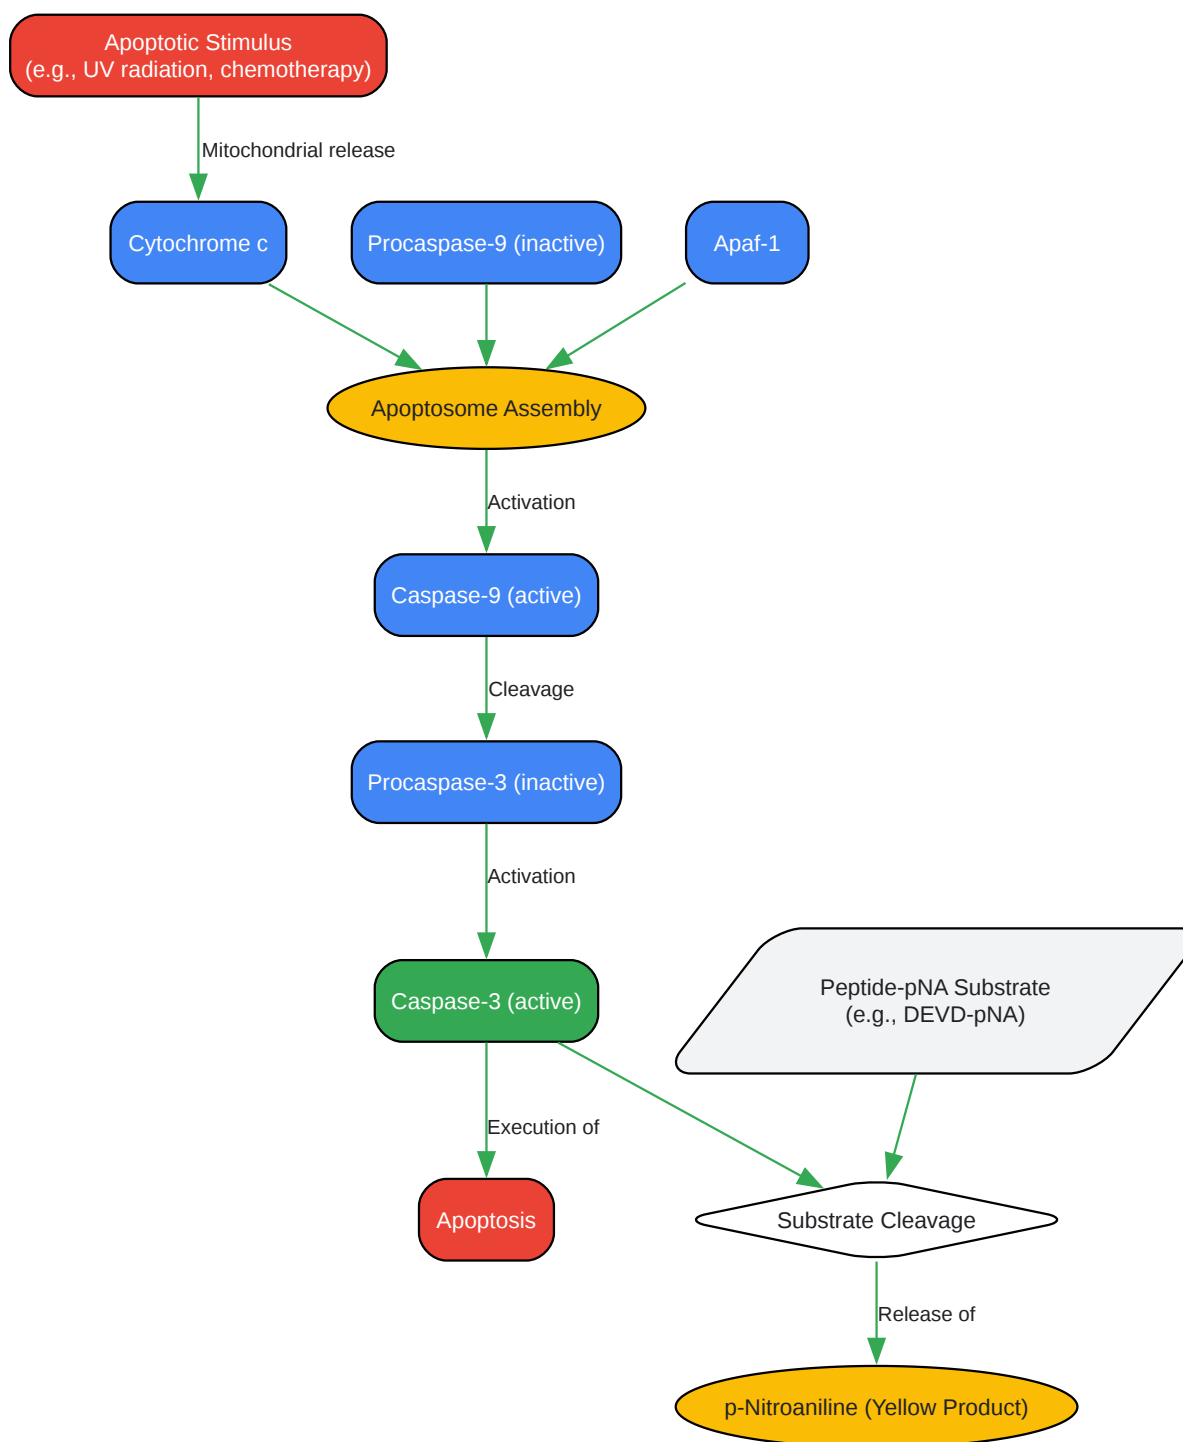 Apoptotic Stimulus
(e.g., UV radiation, chemotherapy)
Mitochondrial release
Cytochrome c
Procaspase-9 (inactive)
Apaf-1
Apoptosome Assembly
Activation
Caspase-9 (active)
Cleavage
Procaspase-3 (inactive)
Activation
Caspase-3 (active)
Peptide-pNA Substrate
(e.g., DEVD-pNA)
Execution of
Apoptosis
Substrate Cleavage
Release of
p-Nitroaniline (Yellow Product)